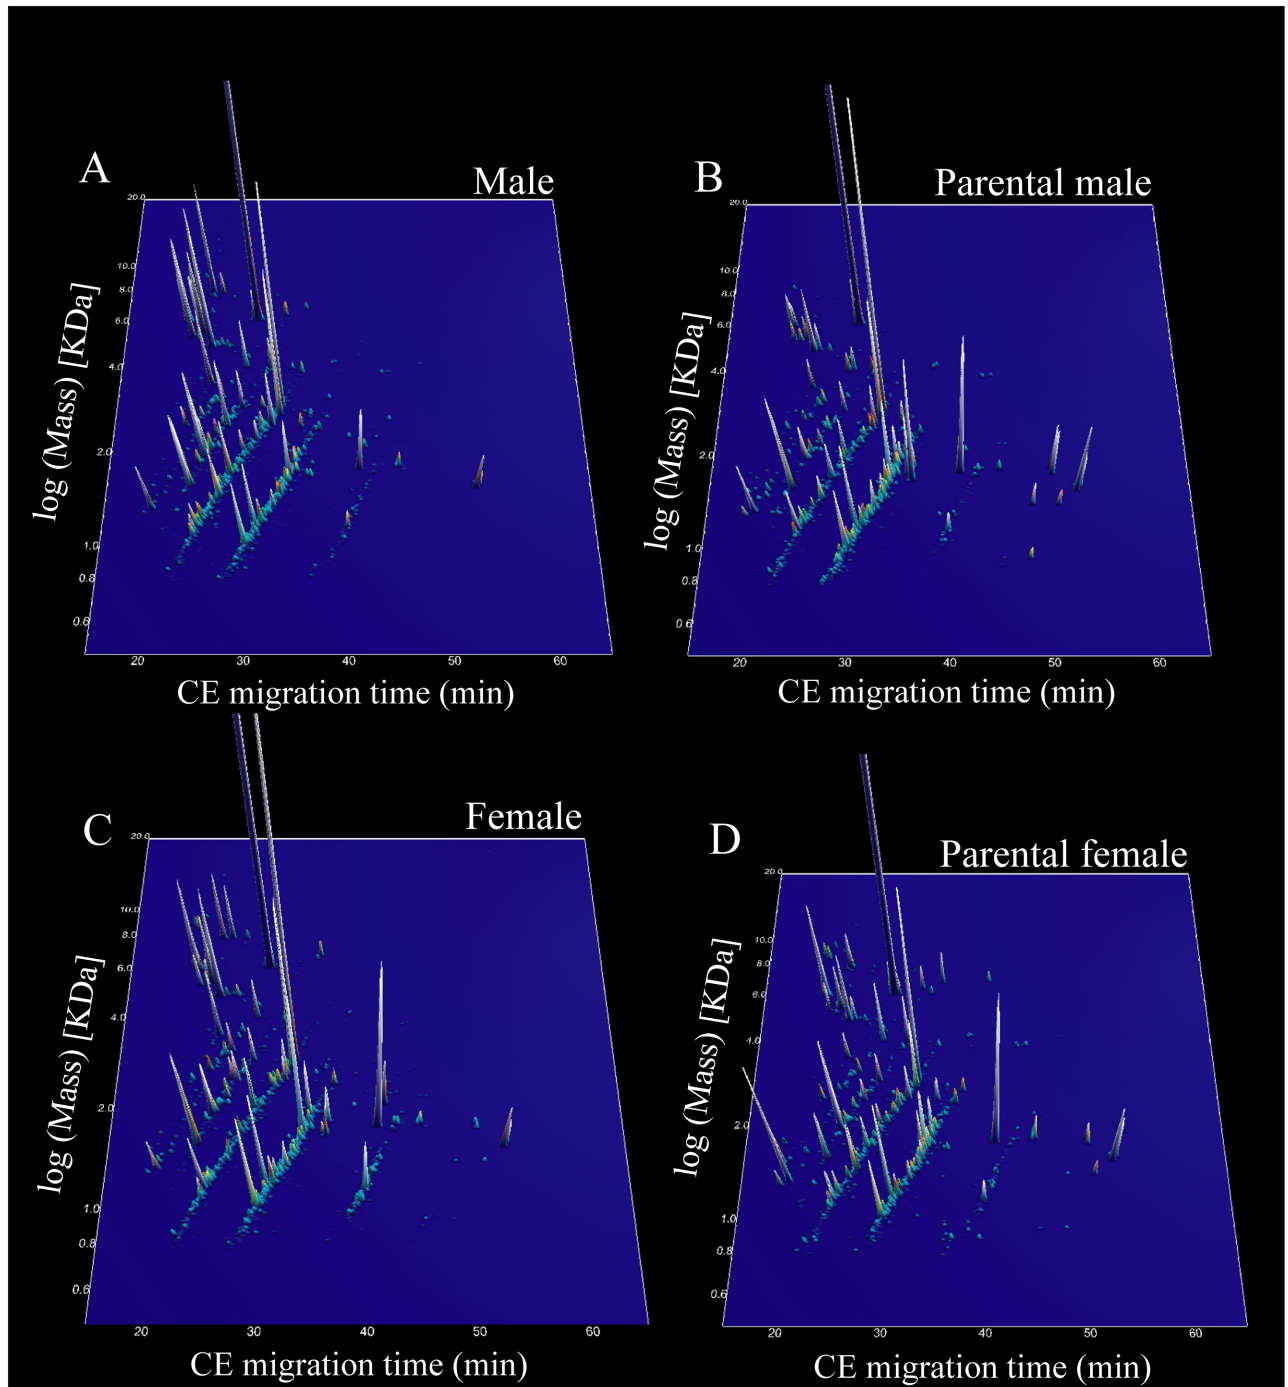 A
Male
20.0
10.0
8.0
6.0
4.0
2.0
1.0
0.8
0.6
log (Mass) [KDa]
20 30 40 50 60
CE migration time (min)
B
Parental male
20.0
10.0
8.0
6.0
4.0
2.0
1.0
0.8
0.6
log (Mass) [KDa]
20 30 40 50 60
CE migration time (min)
C
Female
20.0
10.0
8.0
6.0
4.0
2.0
1.0
0.8
0.6
log (Mass) [KDa]
20 30 40 50 60
CE migration time (min)
D
Parental female
20.0
10.0
8.0
6.0
4.0
2.0
1.0
0.8
0.6
log (Mass) [KDa]
20 30 40 50 60
CE migration time (min)